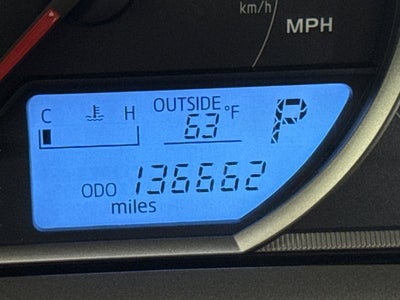 km/h
MPH
OUTSIDE
C H 63 °F P
ODO 136662
miles